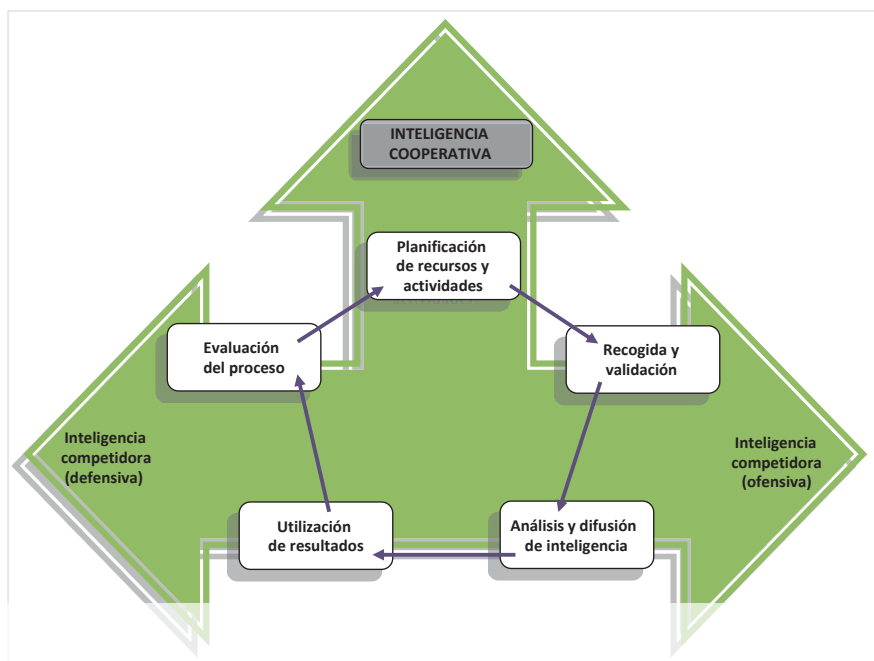 INTELIGENCIA
COOPERATIVA
Planificación
de recursos y
actividades
Evaluación
del proceso
Recogida y
validación
Inteligencia
competidora
(defensiva)
Inteligencia
competidora
(ofensiva)
Utilización
de resultados
Análisis y difusión
de inteligencia